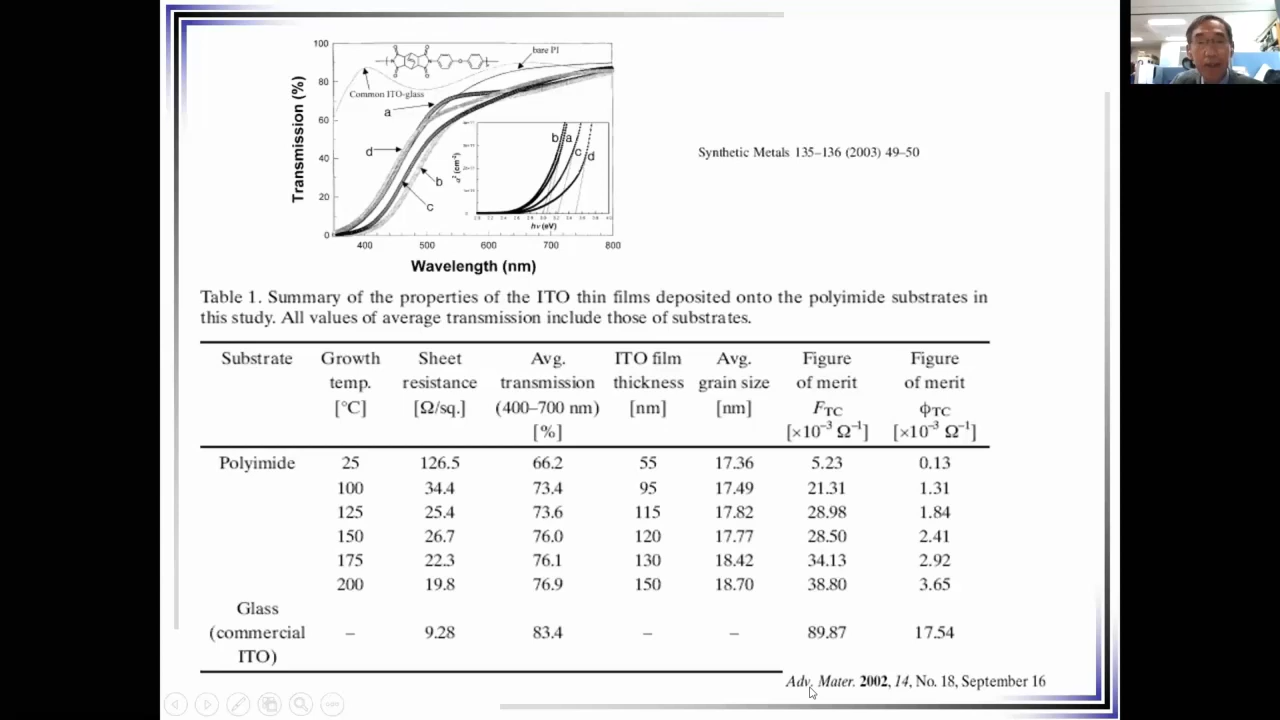 100
80
60
40
20
0
Transmission (%)
bare PI
Common ITO-glass
a
d
b
c
b a
c
d
hν (eV)
400 500 600 700 800
Wavelength (nm)
Synthetic Metals 135–136 (2003) 49–50
Table 1. Summary of the properties of the ITO thin films deposited onto the polyimide substrates in
this study. All values of average transmission include those of substrates.
Substrate Growth Sheet Avg. ITO film Avg. Figure Figure
temp. resistance transmission thickness grain size of merit of merit
[°C] [Ω/sq.] (400–700 nm) [nm] [nm] FTC ϕTC
[%] [×10⁻³ Ω⁻¹] [×10⁻³ Ω⁻¹]
Polyimide 25 126.5 66.2 55 17.36 5.23 0.13
100 34.4 73.4 95 17.49 21.31 1.31
125 25.4 73.6 115 17.82 28.98 1.84
150 26.7 76.0 120 17.77 28.50 2.41
175 22.3 76.1 130 18.42 34.13 2.92
200 19.8 76.9 150 18.70 38.80 3.65
Glass
(commercial – 9.28 83.4 – – 89.87 17.54
ITO)
Adv. Mater. 2002, 14, No. 18, September 16